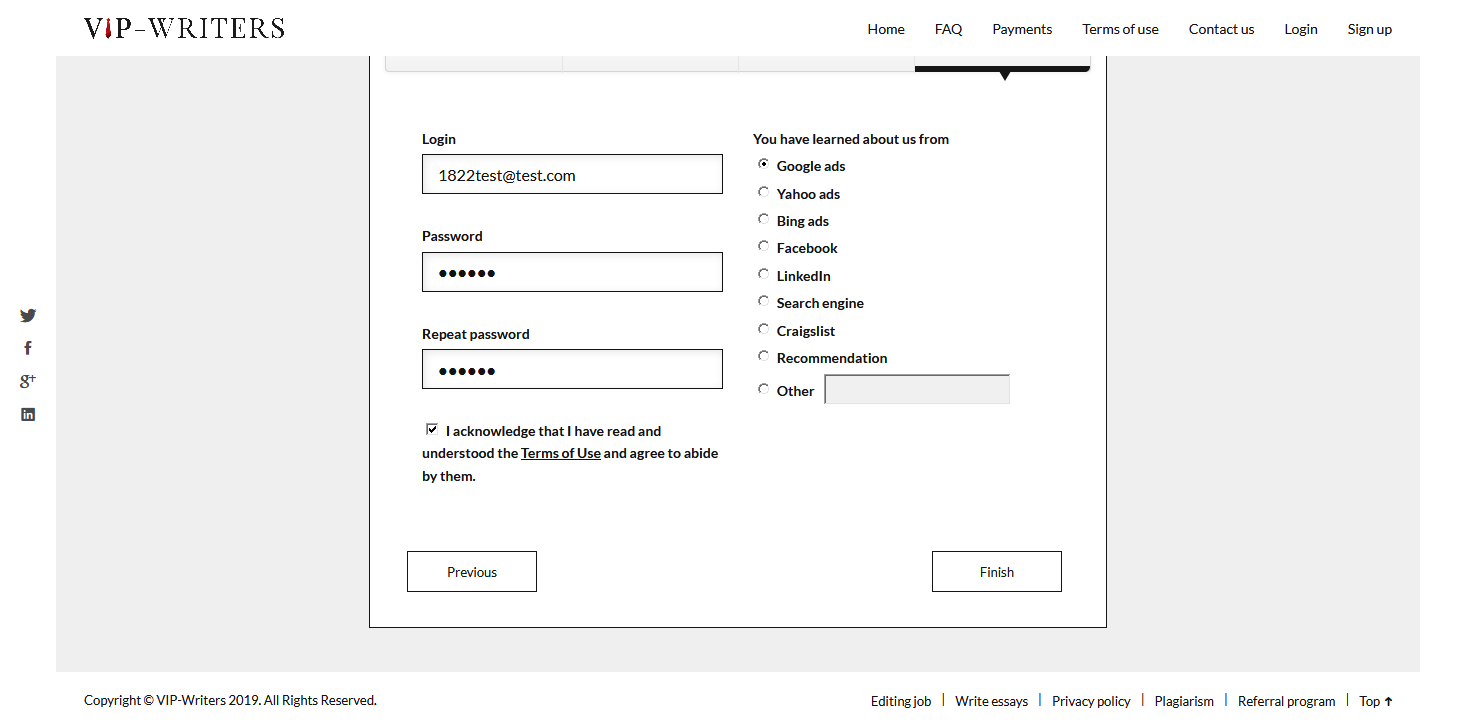 VIP-WRITERS
Home FAQ Payments Terms of use Contact us Login Sign up
Login
1822test@test.com
Password
Repeat password
I acknowledge that I have read and
understood the Terms of Use and agree to abide
by them.
You have learned about us from
Google ads
Yahoo ads
Bing ads
Facebook
LinkedIn
Search engine
Craigslist
Recommendation
Other
Previous
Finish
Copyright © VIP-Writers 2019. All Rights Reserved.
Editing job | Write essays | Privacy policy | Plagiarism | Referral program | Top